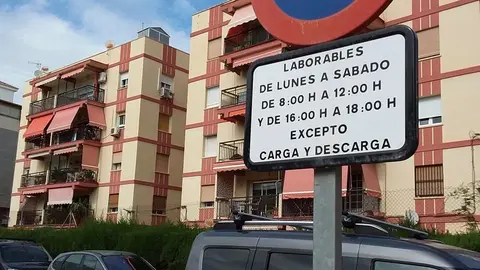 LABORABLES
DE LUNES A SABADO
DE 8:00 H A 12:00 H
Y DE 16:00 H A 18:00 H
EXCEPTO
CARGA Y DESCARGA